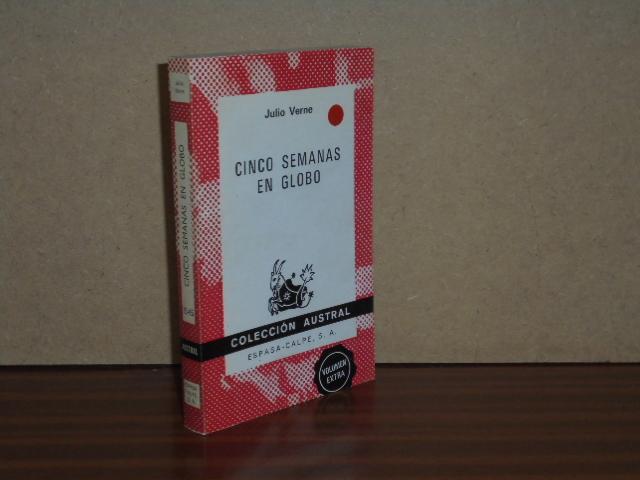 Julio Verne
CINCO SEMANAS
EN GLOBO
COLECCIÓN AUSTRAL
ESPASA-CALPE, S. A.
VOLUMEN
EXTRA
CINCO SEMANAS EN GLOBO
AUSTRAL